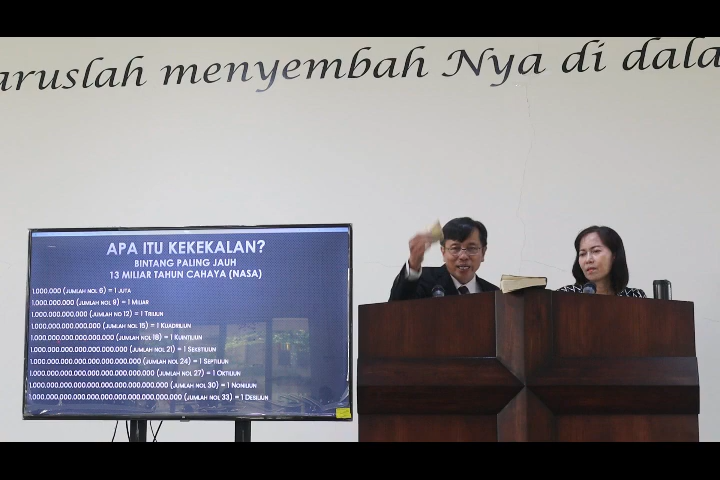 aruslah menyembah Nya di dala
APA ITU KEKEKALAN?
BINTANG PALING JAUH
13 MILIAR TAHUN CAHAYA (NASA)
1.000.000 (JUMLAH NOL 6) = 1 JUTA
1.000.000.000 (JUMLAH NOL 9) = 1 MILIAR
1.000.000.000.000 (JUMLAH NO 12) = 1 TRILIUN
1.000.000.000.000.000 (JUMLAH NOL 15) = 1 KUADRILIUN
1.000.000.000.000.000.000 (JUMLAH NOL 18) = 1 KUINTILIUN
1.000.000.000.000.000.000.000 (JUMLAH NOL 21) = 1 SEKSTILIUN
1.000.000.000.000.000.000.000.000 (JUMLAH NOL 24) = 1 SEPTILIUN
1.000.000.000.000.000.000.000.000.000 (JUMLAH NOL 27) = 1 OKTILIUN
1.000.000.000.000.000.000.000.000.000.000 (JUMLAH NOL 30) = 1 NONILIUN
1.000.000.000.000.000.000.000.000.000.000.000 (JUMLAH NOL 33) = 1 DESILIUN